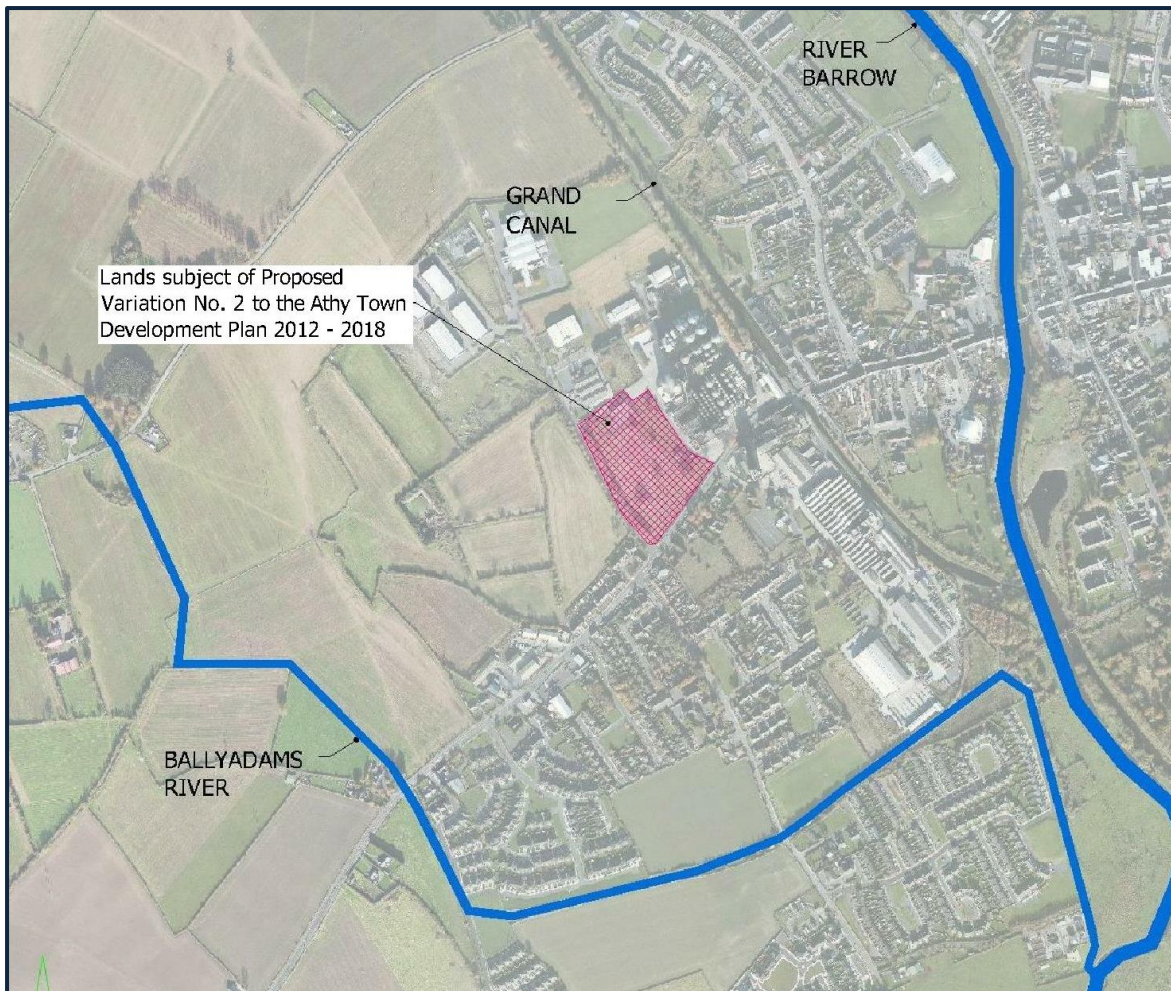 RIVER
BARROW
GRAND
CANAL
Lands subject of Proposed
Variation No. 2 to the Athy Town
Development Plan 2012 - 2018
BALLYADAMS
RIVER